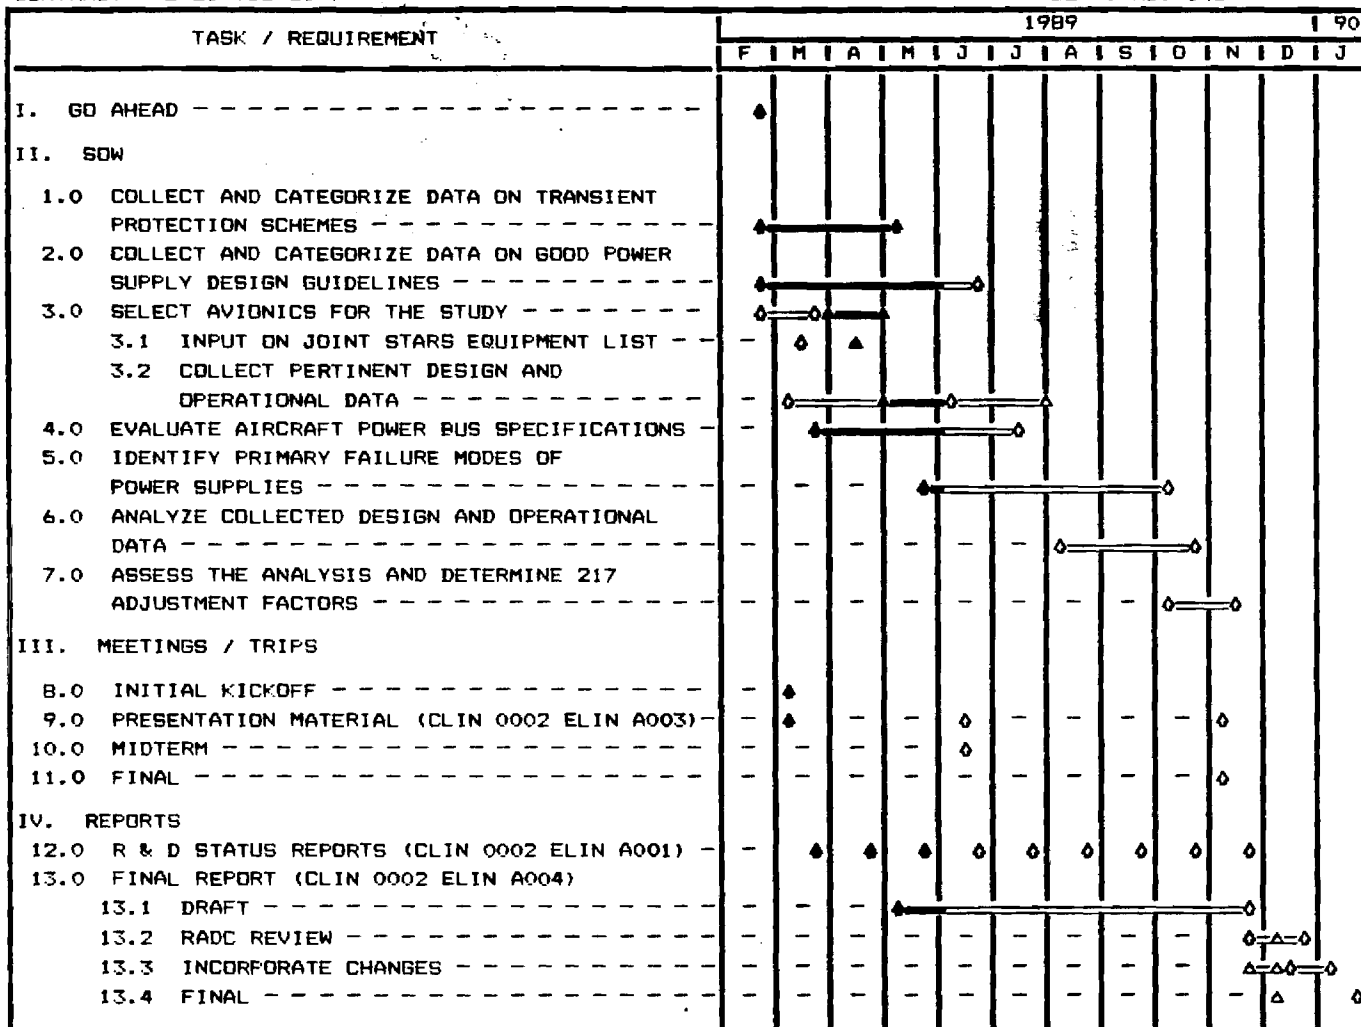 TASK / REQUIREMENT
1989 90
F M A M J J A S O N D J
I. GO AHEAD
II. SOW
1.0 COLLECT AND CATEGORIZE DATA ON TRANSIENT
PROTECTION SCHEMES
2.0 COLLECT AND CATEGORIZE DATA ON GOOD POWER
SUPPLY DESIGN GUIDELINES
3.0 SELECT AVIONICS FOR THE STUDY
3.1 INPUT ON JOINT STARS EQUIPMENT LIST
3.2 COLLECT PERTINENT DESIGN AND
OPERATIONAL DATA
4.0 EVALUATE AIRCRAFT POWER BUS SPECIFICATIONS
5.0 IDENTIFY PRIMARY FAILURE MODES OF
POWER SUPPLIES
6.0 ANALYZE COLLECTED DESIGN AND OPERATIONAL
DATA
7.0 ASSESS THE ANALYSIS AND DETERMINE 217
ADJUSTMENT FACTORS
III. MEETINGS / TRIPS
8.0 INITIAL KICKOFF
9.0 PRESENTATION MATERIAL (CLIN 0002 ELIN A003)
10.0 MIDTERM
11.0 FINAL
IV. REPORTS
12.0 R & D STATUS REPORTS (CLIN 0002 ELIN A001)
13.0 FINAL REPORT (CLIN 0002 ELIN A004)
13.1 DRAFT
13.2 RADC REVIEW
13.3 INCORPORATE CHANGES
13.4 FINAL